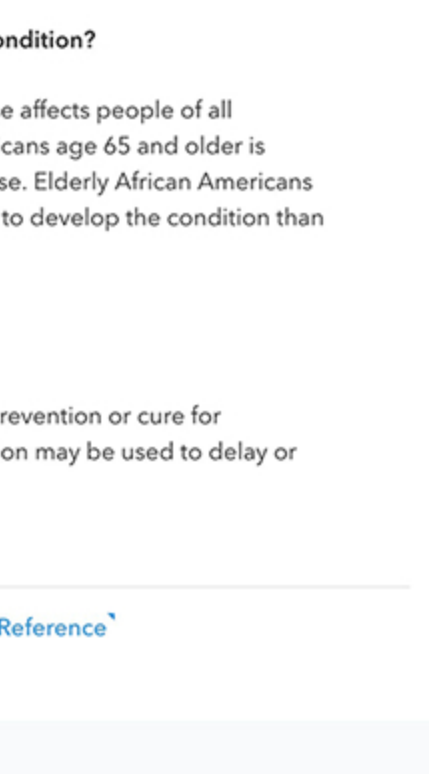 ondition?
e affects people of all
cans age 65 and older is
se. Elderly African Americans
to develop the condition than
revention or cure for
on may be used to delay or
Reference